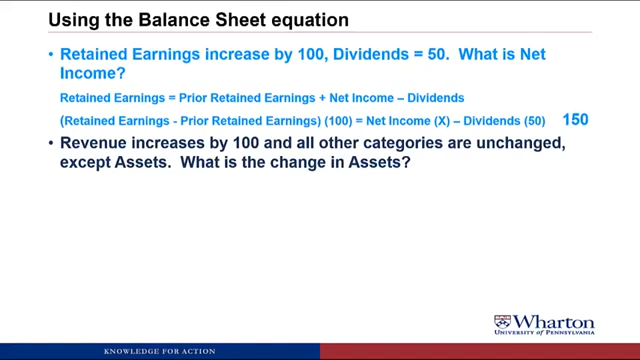 Using the Balance Sheet equation
• Retained Earnings increase by 100, Dividends = 50. What is Net
Income?
Retained Earnings = Prior Retained Earnings + Net Income – Dividends
(Retained Earnings - Prior Retained Earnings) (100) = Net Income (X) – Dividends (50) 150
• Revenue increases by 100 and all other categories are unchanged,
except Assets. What is the change in Assets?
Wharton
UNIVERSITY of PENNSYLVANIA
KNOWLEDGE FOR ACTION